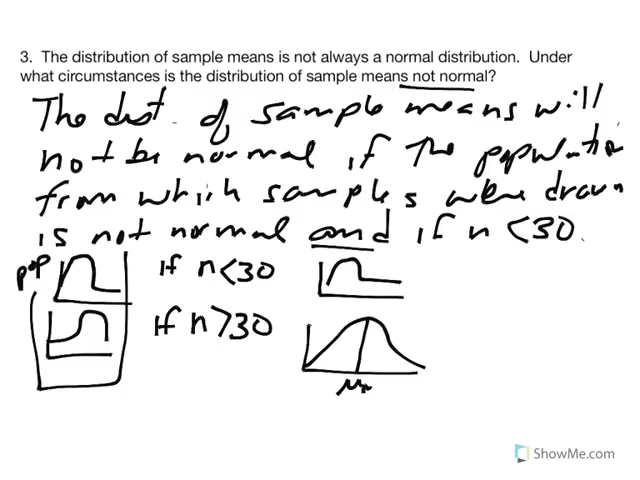 3. The distribution of sample means is not always a normal distribution. Under
what circumstances is the distribution of sample means not normal?
The dist. of sample means will
not be normal if the population
from which samples were drawn
is not normal and if n < 30.
pop if n < 30
if n > 30
ShowMe.com